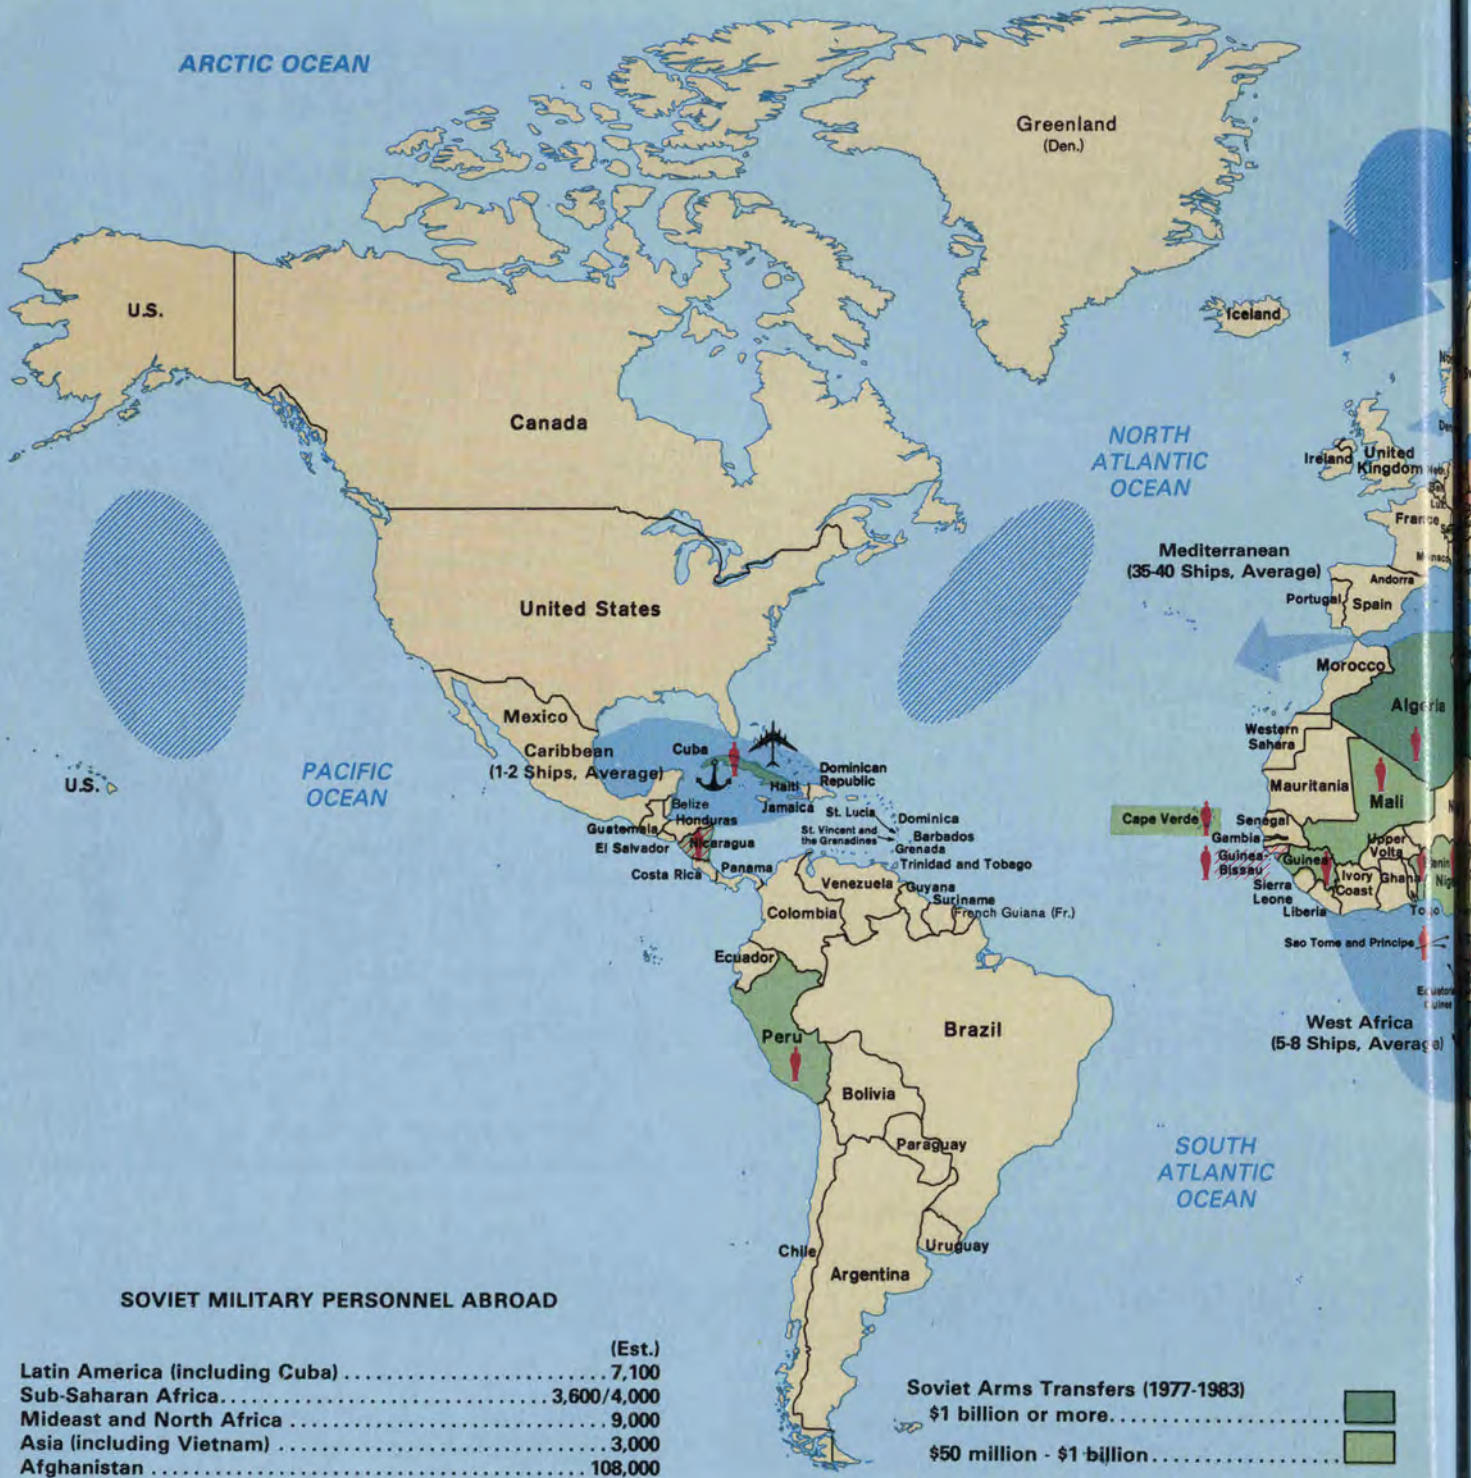 ARCTIC OCEAN
Greenland
(Den.)
U.S.
Iceland
Canada
NORTH
ATLANTIC
OCEAN
Ireland
United
Kingdom
France
Mediterranean
(35-40 Ships, Average)
Andorra
Portugal
Spain
United States
Morocco
Algeria
Mexico
Western
Sahara
Caribbean
(1-2 Ships, Average)
Cuba
PACIFIC
OCEAN
U.S.
Dominican
Republic
Haiti
Jamaica
Mauritania
Mali
Belize
Honduras
St. Lucia
Dominica
Cape Verde
Senegal
Guatemala
St. Vincent and
the Grenadines
Barbados
Gambia
Upper
Volta
El Salvador
Nicaragua
Grenada
Guinea-
Bissau
Guinea
Costa Rica
Panama
Trinidad and Tobago
Ivory
Coast
Ghana
Venezuela
Guyana
Sierra
Leone
Suriname
Colombia
French Guiana (Fr.)
Liberia
Togo
Sao Tome and Principe
Ecuador
West Africa
(5-8 Ships, Average)
Peru
Brazil
Bolivia
Paraguay
SOUTH
ATLANTIC
OCEAN
Chile
Uruguay
Argentina
SOVIET MILITARY PERSONNEL ABROAD
(Est.)
Latin America (including Cuba) ........................ 7,100
Sub-Saharan Africa.............................. 3,600/4,000
Mideast and North Africa ............................. 9,000
Asia (including Vietnam) .............................. 3,000
Afghanistan ........................................ 108,000
Soviet Arms Transfers (1977-1983)
$1 billion or more......................
$50 million - $1 billion..................